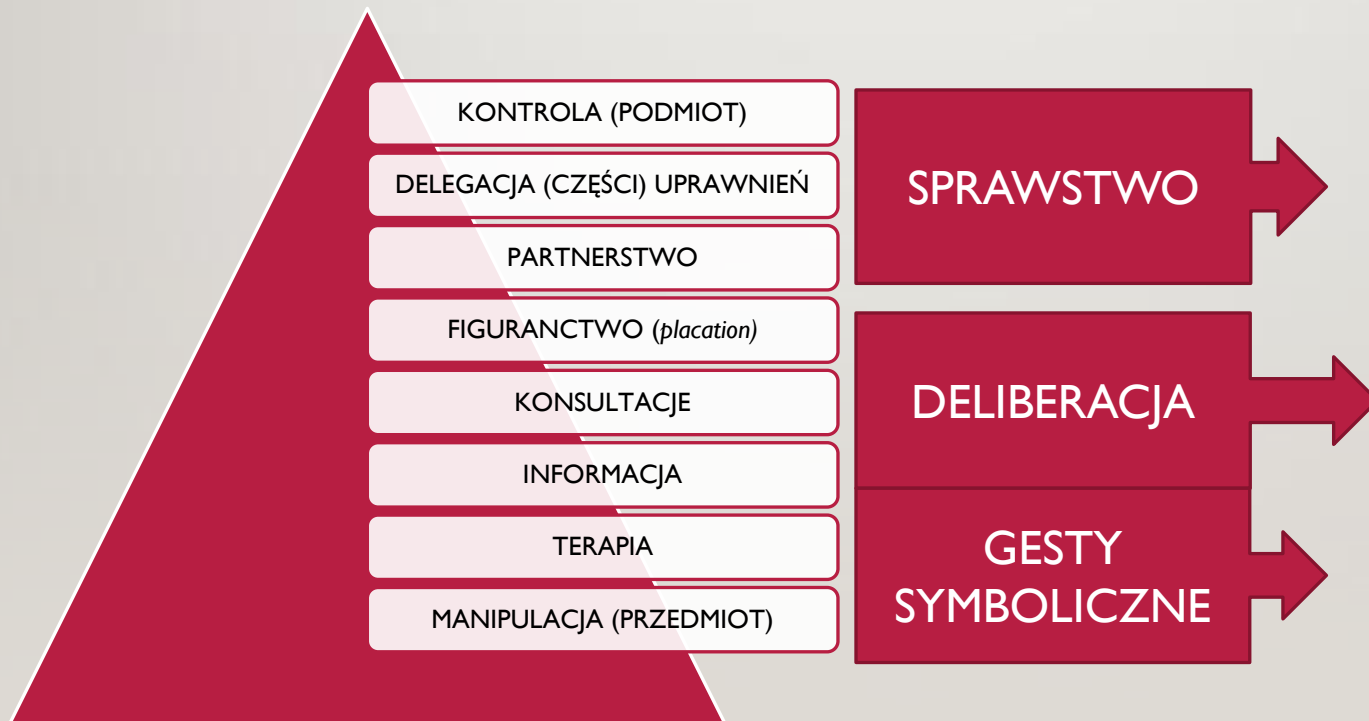 KONTROLA (PODMIOT)
DELEGACJA (CZĘŚCI) UPRAWNIEŃ
PARTNERSTWO
FIGURANCTWO (placation)
KONSULTACJE
INFORMACJA
TERAPIA
MANIPULACJA (PRZEDMIOT)
SPRAWSTWO
DELIBERACJA
GESTY
SYMBOLICZNE